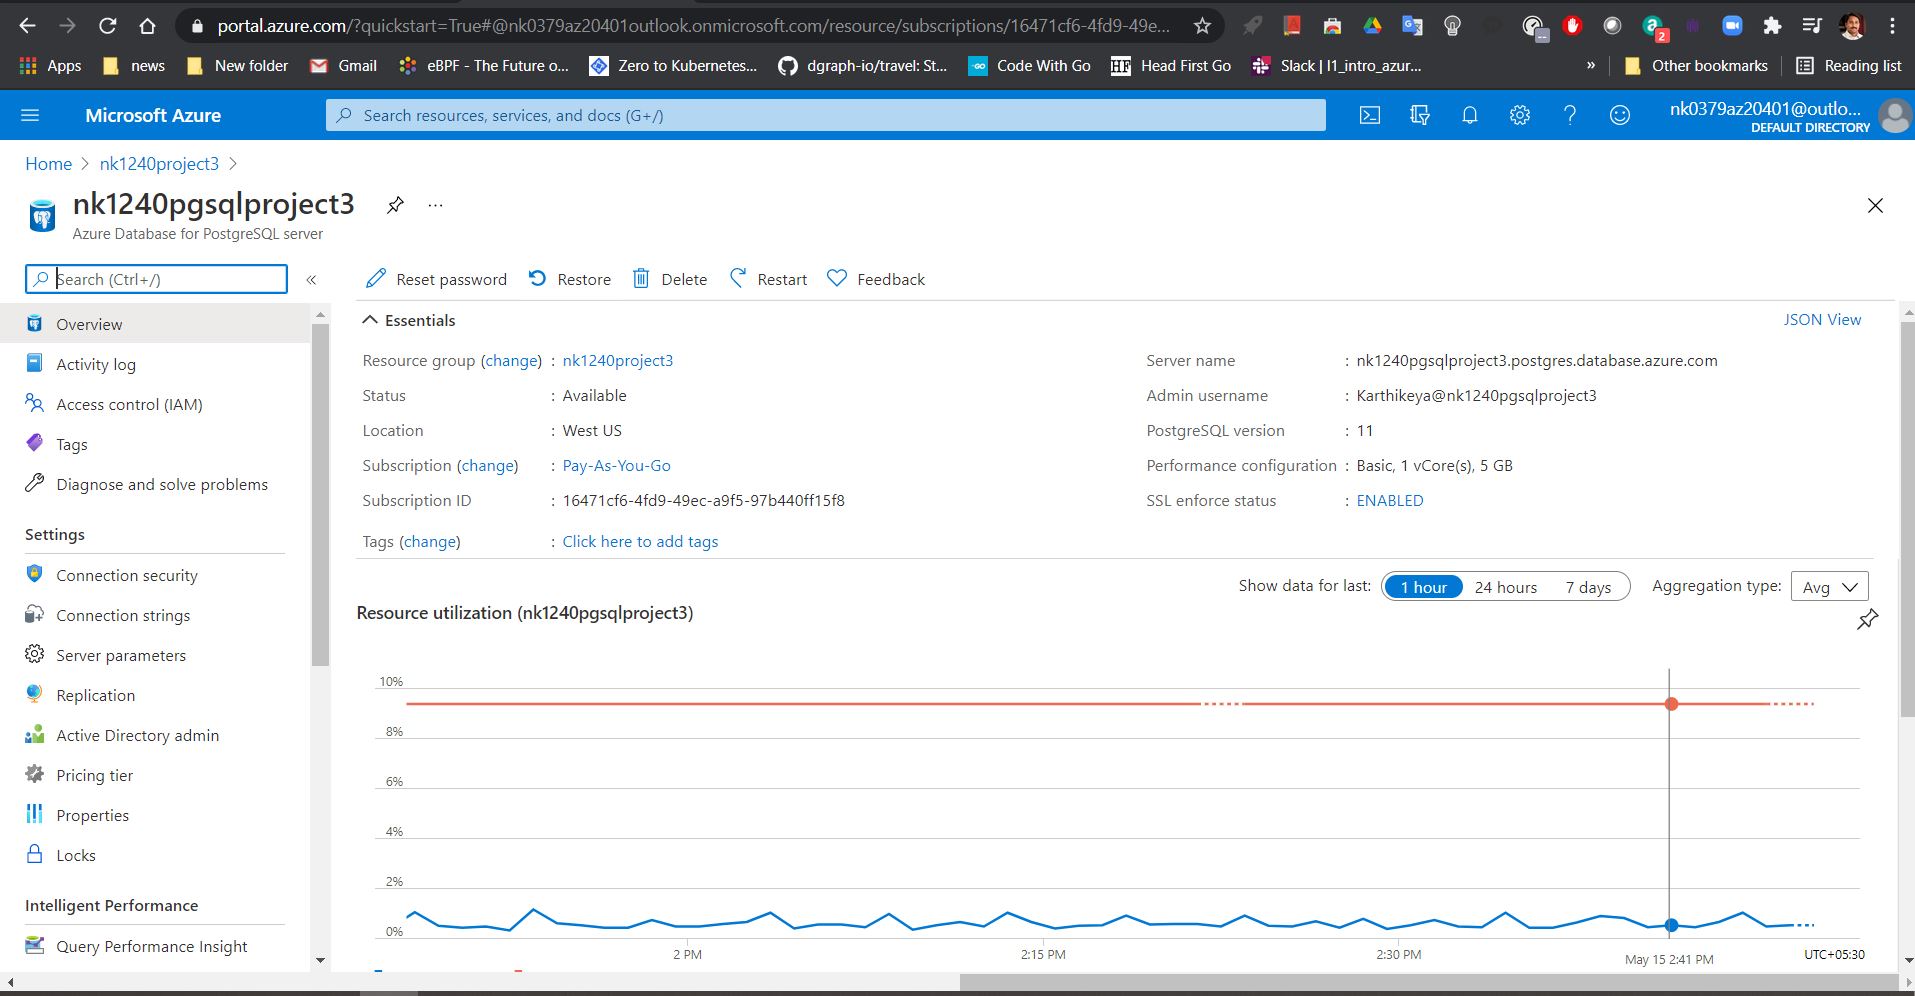 portal.azure.com/?quickstart=True#@nk0379az20401outlook.onmicrosoft.com/resource/subscriptions/16471cf6-4fd9-49e...
2
Apps news New folder Gmail eBPF - The Future o... Zero to Kubernetes... dgraph-io/travel: St... GO Code With Go HF Head First Go Slack | l1_intro_azur... » Other bookmarks Reading list
Microsoft Azure
Search resources, services, and docs (G+/)
nk0379az20401@outlo...
DEFAULT DIRECTORY
Home > nk1240project3 >
nk1240pgsqlproject3 ...
Azure Database for PostgreSQL server
Search (Ctrl+/) «
Overview
Activity log
Access control (IAM)
Tags
Diagnose and solve problems
Settings
Connection security
Connection strings
Server parameters
Replication
Active Directory admin
Pricing tier
Properties
Locks
Intelligent Performance
Query Performance Insight
Reset password Restore Delete Restart Feedback
Essentials JSON View
Resource group (change) : nk1240project3
Status : Available
Location : West US
Subscription (change) : Pay-As-You-Go
Subscription ID : 16471cf6-4fd9-49ec-a9f5-97b440ff15f8
Tags (change) : Click here to add tags
Server name : nk1240pgsqlproject3.postgres.database.azure.com
Admin username : Karthikeya@nk1240pgsqlproject3
PostgreSQL version : 11
Performance configuration : Basic, 1 vCore(s), 5 GB
SSL enforce status : ENABLED
Show data for last: 1 hour 24 hours 7 days Aggregation type: Avg
Resource utilization (nk1240pgsqlproject3)
10%
8%
6%
4%
2%
0%
2 PM 2:15 PM 2:30 PM May 15 2:41 PM UTC+05:30